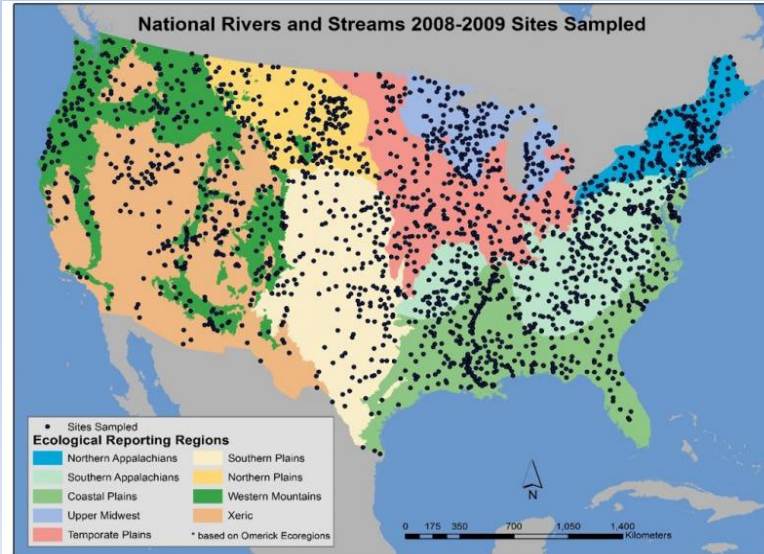 National Rivers and Streams 2008-2009 Sites Sampled
Sites Sampled
Ecological Reporting Regions
Northern Appalachians
Southern Appalachians
Coastal Plains
Upper Midwest
Temporate Plains
Southern Plains
Northern Plains
Western Mountains
Xeric
* based on Omerick Ecoregions
N
0 175 350 700 1,050 1,400
Kilometers